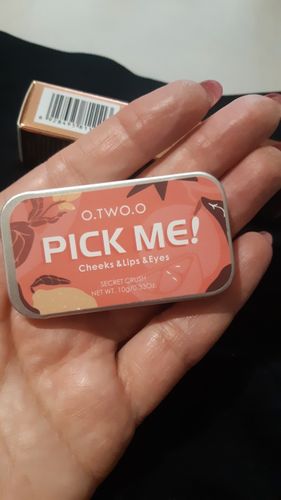 O.TWO.O
PICK ME!
Cheeks &Lips &Eyes
SECRET CRUSH
NET WT. 10g/0.35Oz.